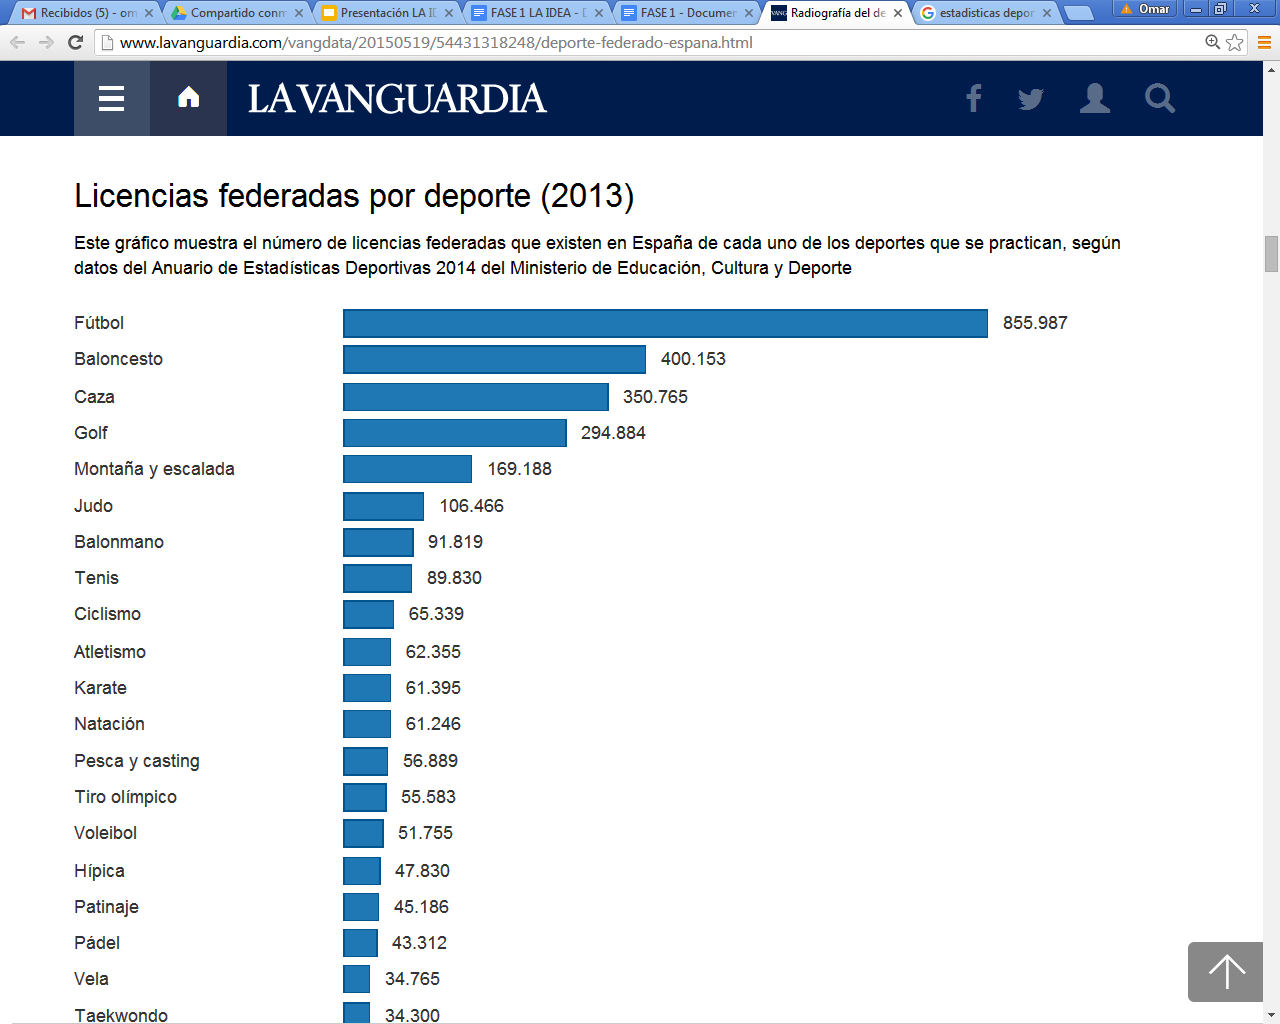 Recibidos (5) - om
Compartido conm
Presentación LA ID
FASE 1 LA IDEA - D
FASE 1 - Documen
Radiografía del de
estadisticas depor
Omar
www.lavanguardia.com/vangdata/20150519/54431318248/deporte-federado-espana.html
LA VANGUARDIA
Licencias federadas por deporte (2013)
Este gráfico muestra el número de licencias federadas que existen en España de cada uno de los deportes que se practican, según
datos del Anuario de Estadísticas Deportivas 2014 del Ministerio de Educación, Cultura y Deporte
Fútbol 855.987
Baloncesto 400.153
Caza 350.765
Golf 294.884
Montaña y escalada 169.188
Judo 106.466
Balonmano 91.819
Tenis 89.830
Ciclismo 65.339
Atletismo 62.355
Karate 61.395
Natación 61.246
Pesca y casting 56.889
Tiro olímpico 55.583
Voleibol 51.755
Hípica 47.830
Patinaje 45.186
Pádel 43.312
Vela 34.765
Taekwondo 34.300